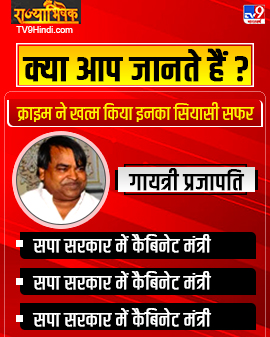 राज्याभिषेक
TV9Hindi.com
TV9
क्या आप जानते हैं ?
क्राइम ने खत्म किया इनका सियासी सफर
गायत्री प्रजापति
सपा सरकार में कैबिनेट मंत्री
सपा सरकार में कैबिनेट मंत्री
सपा सरकार में कैबिनेट मंत्री